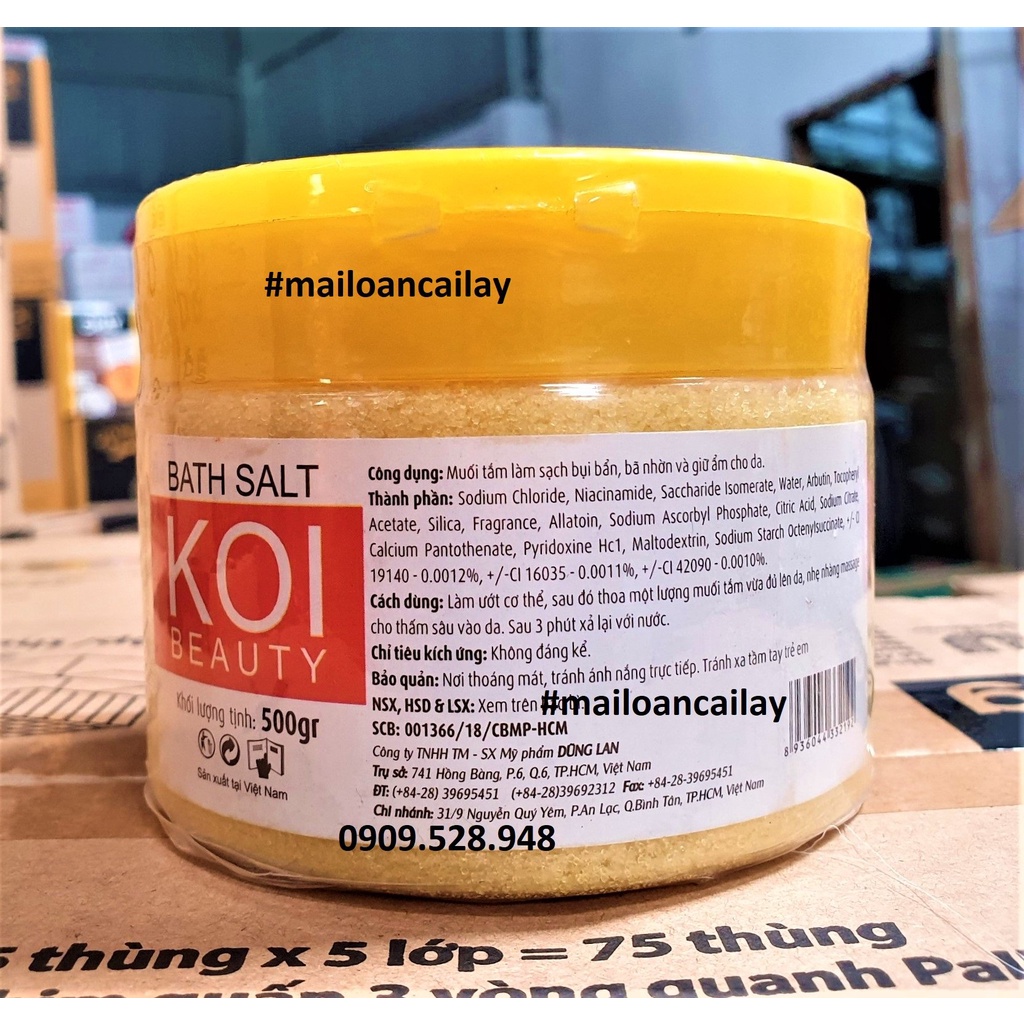 #mailoancailay
BATH SALT
KOI
BEAUTY
Khối lượng tịnh: 500gr
Sản xuất tại Việt Nam
Công dụng: Muối tắm làm sạch bụi bẩn, bã nhờn và giữ ẩm cho da.
Thành phần: Sodium Chloride, Niacinamide, Saccharide Isomerate, Water, Arbutin, Tocopheryl
Acetate, Silica, Fragrance, Allatoin, Sodium Ascorbyl Phosphate, Citric Acid, Sodium Citrate,
Calcium Pantothenate, Pyridoxine Hc1, Maltodextrin, Sodium Starch Octenylsuccinate, +/- CI
19140 - 0.0012%, +/-CI 16035 - 0.0011%, +/-CI 42090 - 0.0010%.
Cách dùng: Làm ướt cơ thể, sau đó thoa một lượng muối tắm vừa đủ lên da, nhẹ nhàng massage
cho thấm sâu vào da. Sau 3 phút xả lại với nước.
Chỉ tiêu kích ứng: Không đáng kể.
Bảo quản: Nơi thoáng mát, tránh ánh nắng trực tiếp. Tránh xa tầm tay trẻ em
NSX, HSD & LSX: Xem trên
#mailoancailay
SCB: 001366/18/CBMP-HCM
Công ty TNHH TM - SX Mỹ phẩm DŨNG LAN
Trụ sở: 741 Hồng Bàng, P.6, Q.6, TP.HCM, Việt Nam
ĐT: (+84-28) 39695451 (+84-28)39692312 Fax: +84-28-39695451
Chi nhánh: 31/9 Nguyễn Quý Yêm, P.An Lạc, Q.Bình Tân, TP.HCM, Việt Nam
0909.528.948
5 thùng x 5 lớp = 75 thùng
quấn 3 vòng quanh